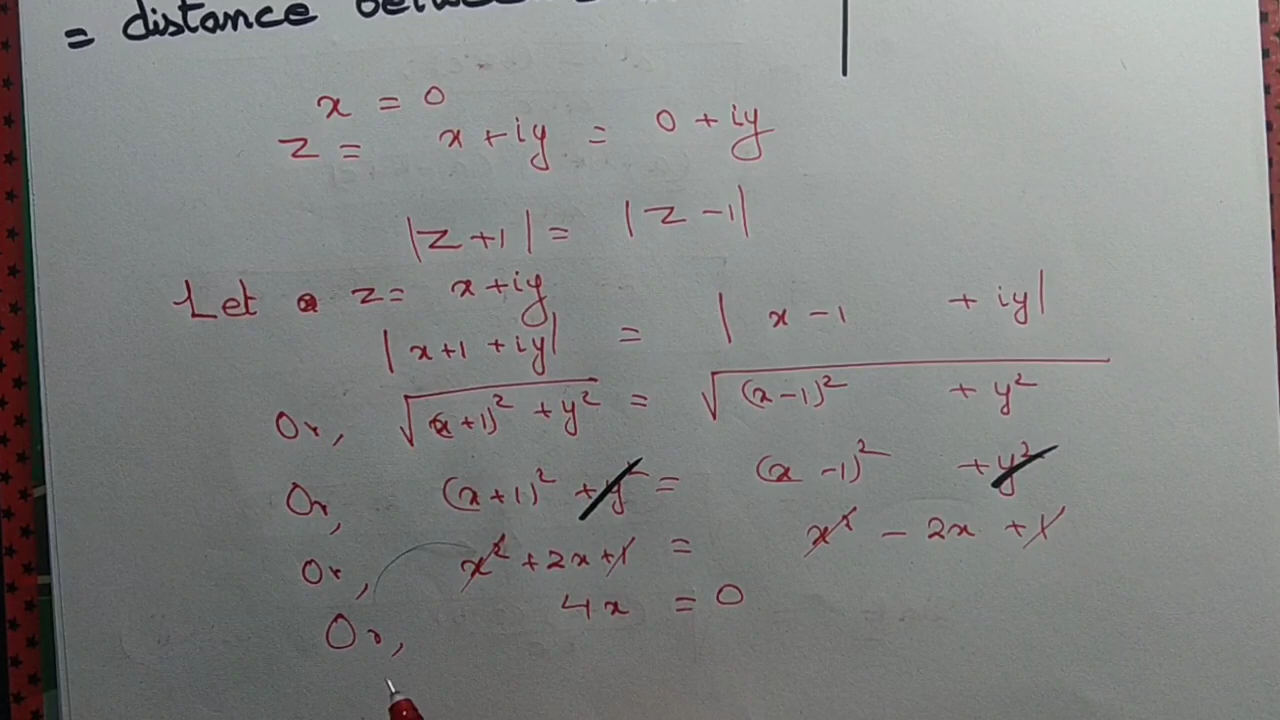 = distance
x = 0
z = x + iy = 0 + iy
|z + 1| = |z - 1|
Let z = x + iy
|x + 1 + iy| = |x - 1 + iy|
Or, √((x + 1)² + y²) = √((x - 1)² + y²)
Or, (x + 1)² + y² = (x - 1)² + y²
Or, x² + 2x + 1 = x² - 2x + 1
Or, 4x = 0